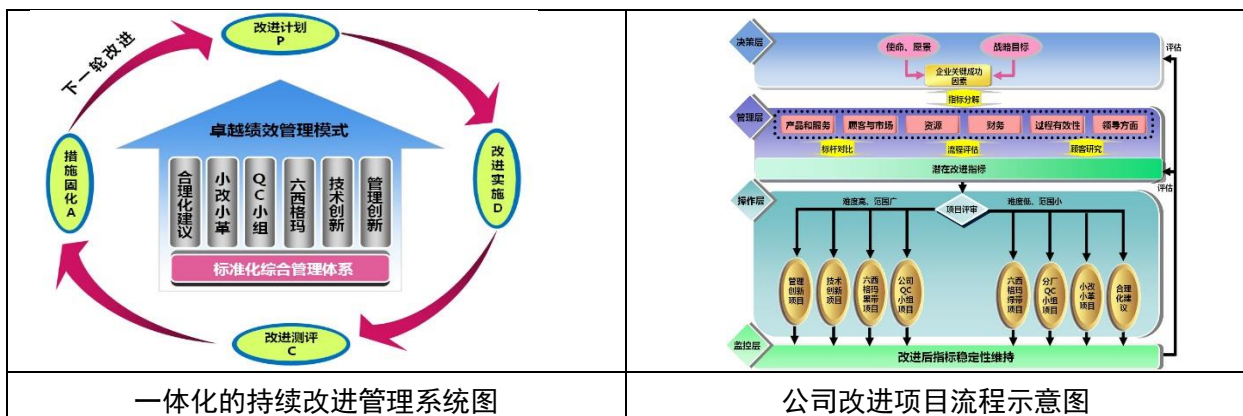 改进计划
P
下一轮改进
卓越绩效管理模式
措施固化A
改进实施D
合理化建议
小改小革
QC小组
六西格玛
技术创新
管理创新
标准化综合管理体系
改进测评
C
一体化的持续改进管理系统图
决策层
使命、愿景
战略目标
评估
企业关键成功
因素
指标分解
管理层
产品和服务
顾客与市场
资源
财务
过程有效性
领导方面
标杆对比
流程评估
顾客研究
潜在改进指标
评估
操作层
难度高、范围广
项目评审
难度低、范围小
管理
创新
项目
技术
创新
项目
六西
格玛
黑带
项目
公司
QC
小组
项目
六西
格玛
绿带
项目
分厂
QC
小组
项目
小改
小革
项目
合理
化建
议
监控层
改进后指标稳定性维持
公司改进项目流程示意图